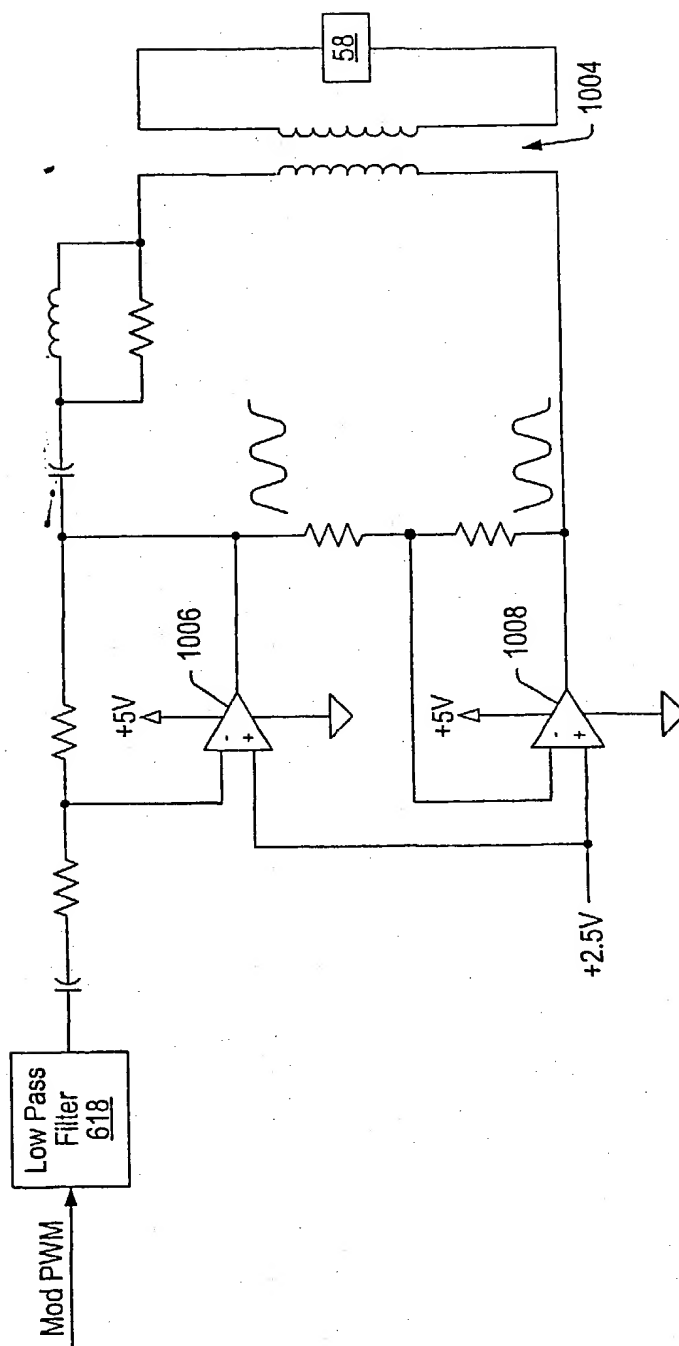 Mod PWM
Low Pass
Filter
618
+5V
1006
-
+
+5V
1008
-
+
+2.5V
58
1004